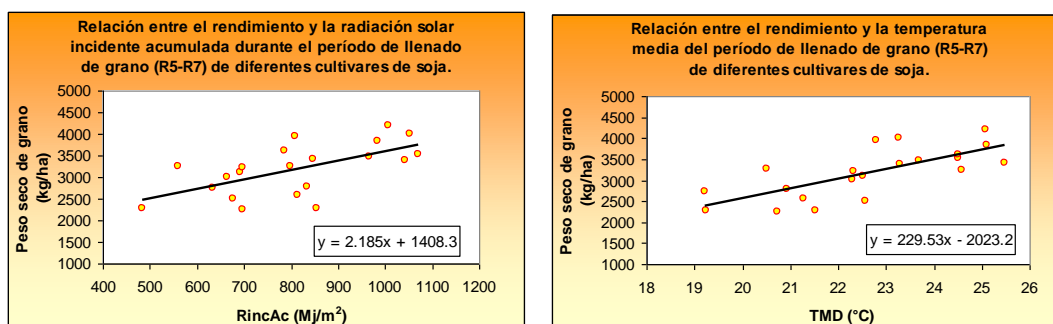 Relación entre el rendimiento y la radiación solar
incidente acumulada durante el período de llenado
de grano (R5-R7) de diferentes cultivares de soja.
Peso seco de grano
(kg/ha)
5000
4500
4000
3500
3000
2500
2000
1500
1000
y = 2.185x + 1408.3
400 500 600 700 800 900 1000 1100 1200
RincAc (Mj/m²)
Relación entre el rendimiento y la temperatura
media del período de llenado de grano (R5-R7)
de diferentes cultivares de soja.
Peso seco de grano
(kg/ha)
5000
4500
4000
3500
3000
2500
2000
1500
1000
y = 229.53x - 2023.2
18 19 20 21 22 23 24 25 26
TMD (°C)